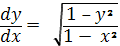 dy/dx = √((1 − y²)/(1 − x²))